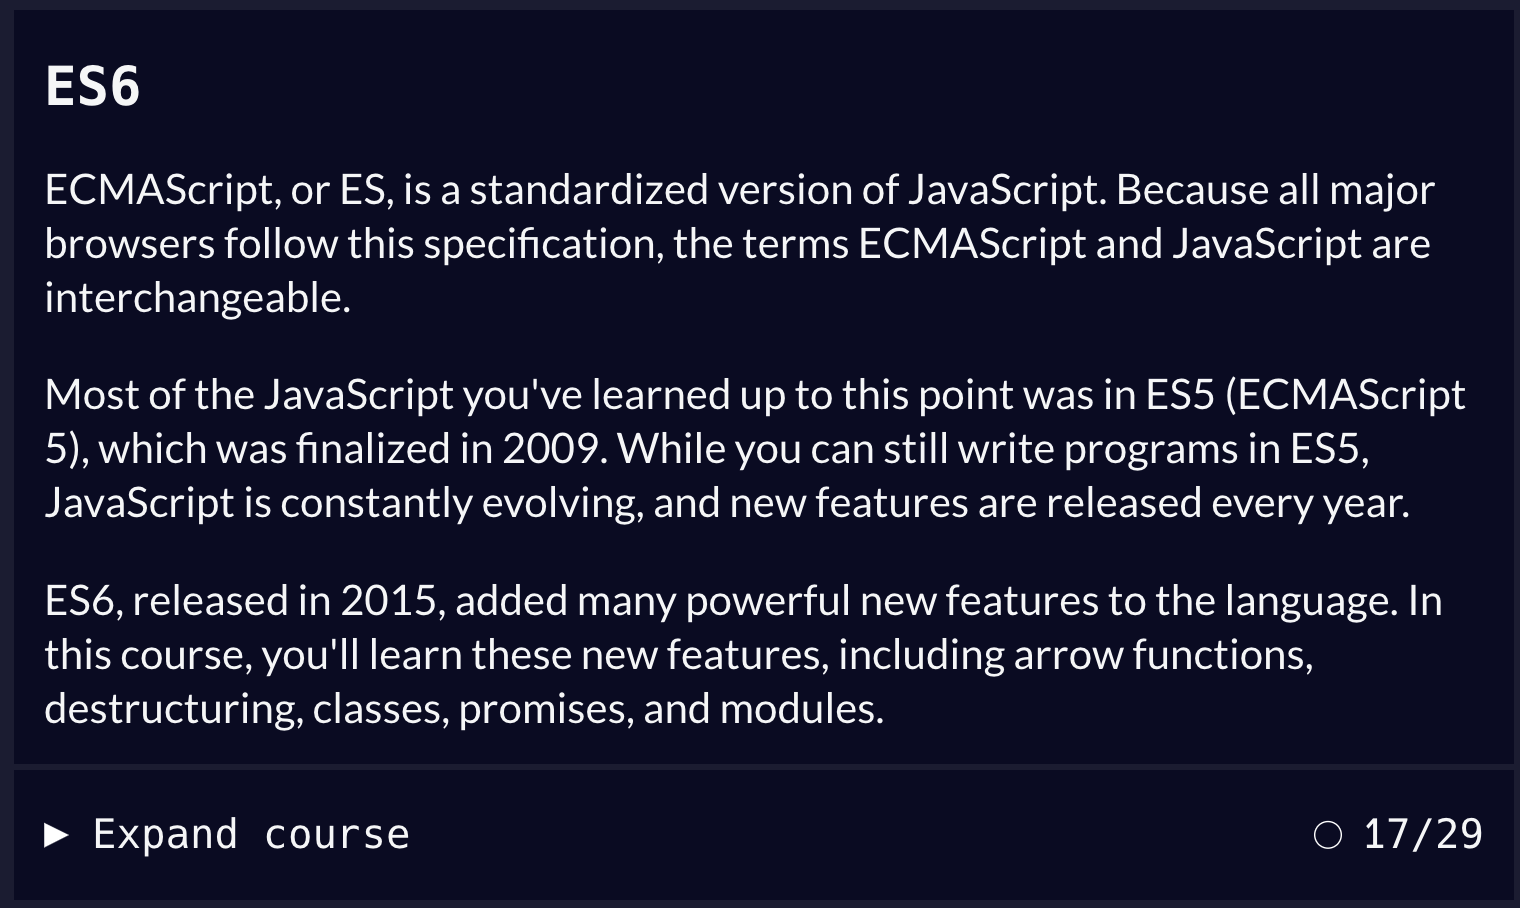 ES6
ECMAScript, or ES, is a standardized version of JavaScript. Because all major
browsers follow this specification, the terms ECMAScript and JavaScript are
interchangeable.
Most of the JavaScript you've learned up to this point was in ES5 (ECMAScript
5), which was finalized in 2009. While you can still write programs in ES5,
JavaScript is constantly evolving, and new features are released every year.
ES6, released in 2015, added many powerful new features to the language. In
this course, you'll learn these new features, including arrow functions,
destructuring, classes, promises, and modules.
Expand course 17/29